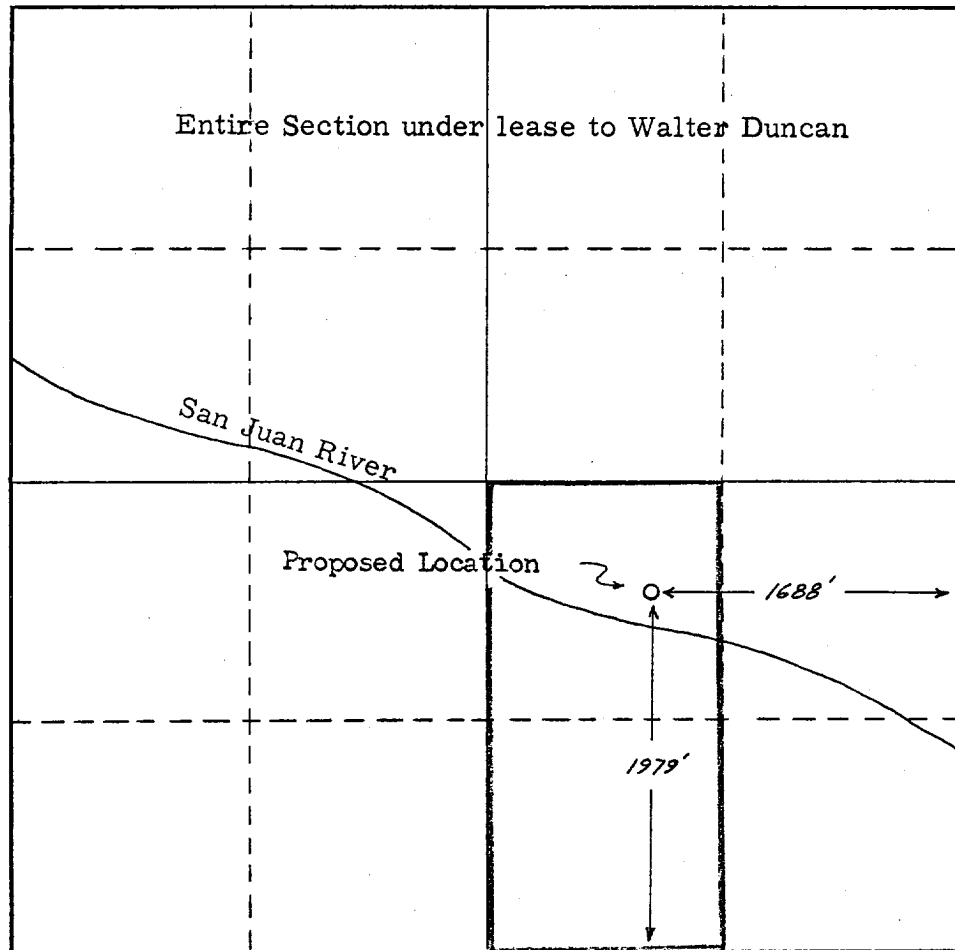 Entire Section under lease to Walter Duncan
San Juan River
Proposed Location
1688'
1979'